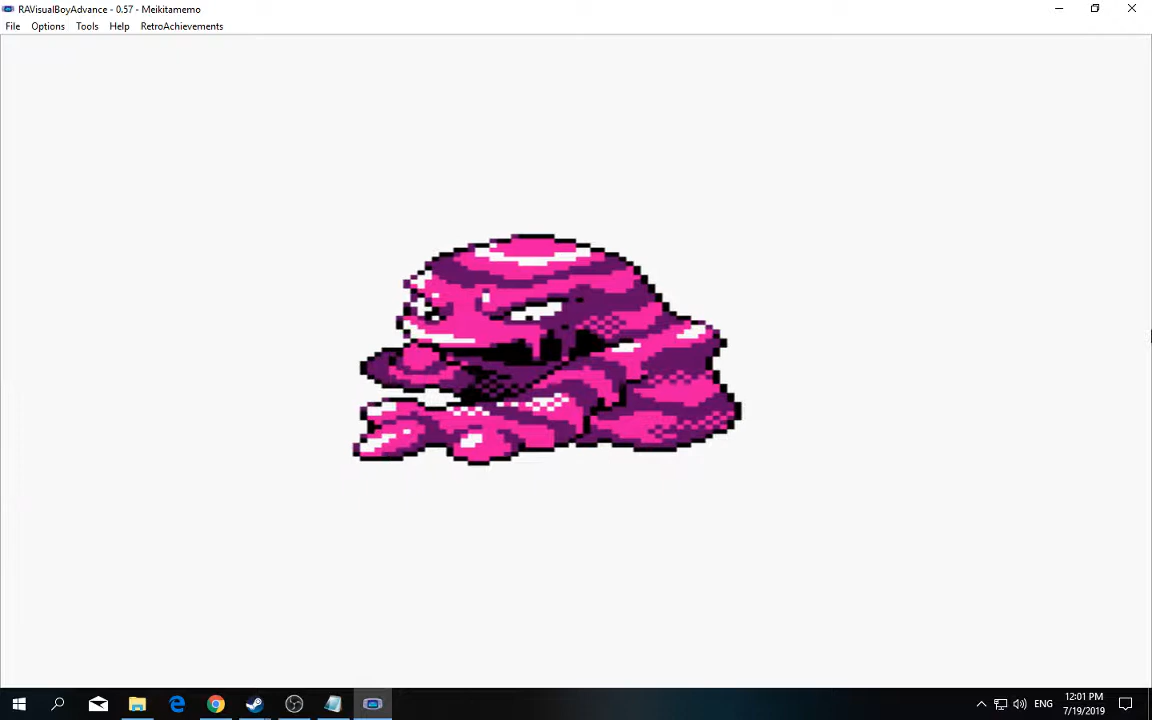 RAVisualBoyAdvance - 0.57 - Meikitamemo
File Options Tools Help RetroAchievements
ENG
12:01 PM
7/19/2019